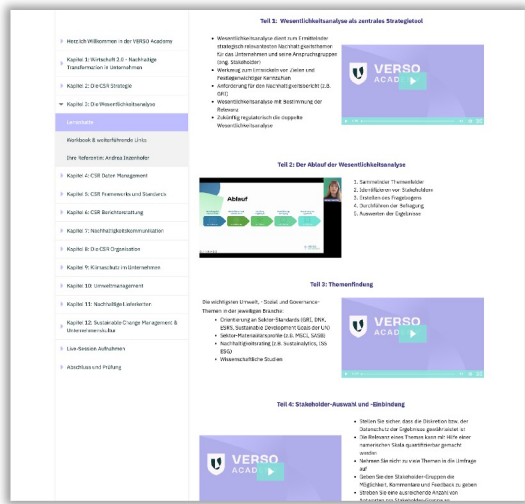 Herzlich Willkommen in der VERSO Academy
Kapitel 1: Wirtschaft 2.0 - Nachhaltige
Transformation in Unternehmen
Kapitel 2: Die CSR Strategie
Kapitel 3: Die Wesentlichkeitsanalyse
Lerninhalte
Workbook & weiterführende Links
Ihre Referentin: Andrea
Kapitel 4: CSR Daten Management
Kapitel 5: CSR Frameworks und Standards
Kapitel 6: CSR Berichterstattung
Kapitel 7: Nachhaltigkeitskommunikation
Kapitel 8: Die CSR Organisation
Kapitel 9: Klimaschutz im Unternehmen
Kapitel 10: Umweltmanagement
Kapitel 11: Nachhaltige Lieferketten
Kapitel 12: Sustainable Change Management &
Unternehmenskultur
Live-Session Aufnahmen
Abschluss und Prüfung
Teil 1: Wesentlichkeitsanalyse als zentrales Strategietool
Wesentlichkeitsanalyse dient zum Ermitteln der
strategisch relevantesten Nachhaltigkeitsthemen
für das Unternehmen und seine Anspruchsgruppen
(eng. Stakeholder)
Werkzeug zum Entwickeln von Zielen und
Festlegen wichtiger Kennzahlen
Anforderung für den Nachhaltigkeitsbericht (z.B.
GRI)
Wesentlichkeitsanalyse mit Bestimmung der
Relevanz
Zukünftig regulatorisch die doppelte
Wesentlichkeitsanalyse
VERSO
ACADEMY
Teil 2: Der Ablauf der Wesentlichkeitsanalyse
Ablauf
1. Sammeln der Themenfelder
2. Identifizieren von Stakeholdern
3. Erstellen des Fragebogens
4. Durchführen der Befragung
5. Auswerten der Ergebnisse
Teil 3: Themenfindung
Die wichtigsten Umwelt, - Sozial und Governance-
Themen in der jeweiligen Branche:
Orientierung an Sektor-Standards (GRI, DNK,
ESRS, Sustainable Development Goals der UN)
Sektor-Materialitätsprofile (z.B. MSCI, SASB)
Nachhaltigkeitsrating (z.B. Sustainalytics, ISS
ESG)
Wissenschaftliche Studien
VERSO
ACADEMY
Teil 4: Stakeholder-Auswahl und -Einbindung
VERSO
ACAD
Stellen Sie sicher, dass die Diskretion bzw. der
Datenschutz der Ergebnisse gewährleistet ist
Die Relevanz eines Themas kann mit Hilfe einer
numerischen Skala quantifizierbar gemacht
werden
Nehmen Sie nicht zu viele Themen in die Umfrage
auf
Geben Sie den Stakeholder-Gruppen die
Möglichkeit, Kommentare und Feedback zu geben
Streben Sie eine ausreichende Anzahl von